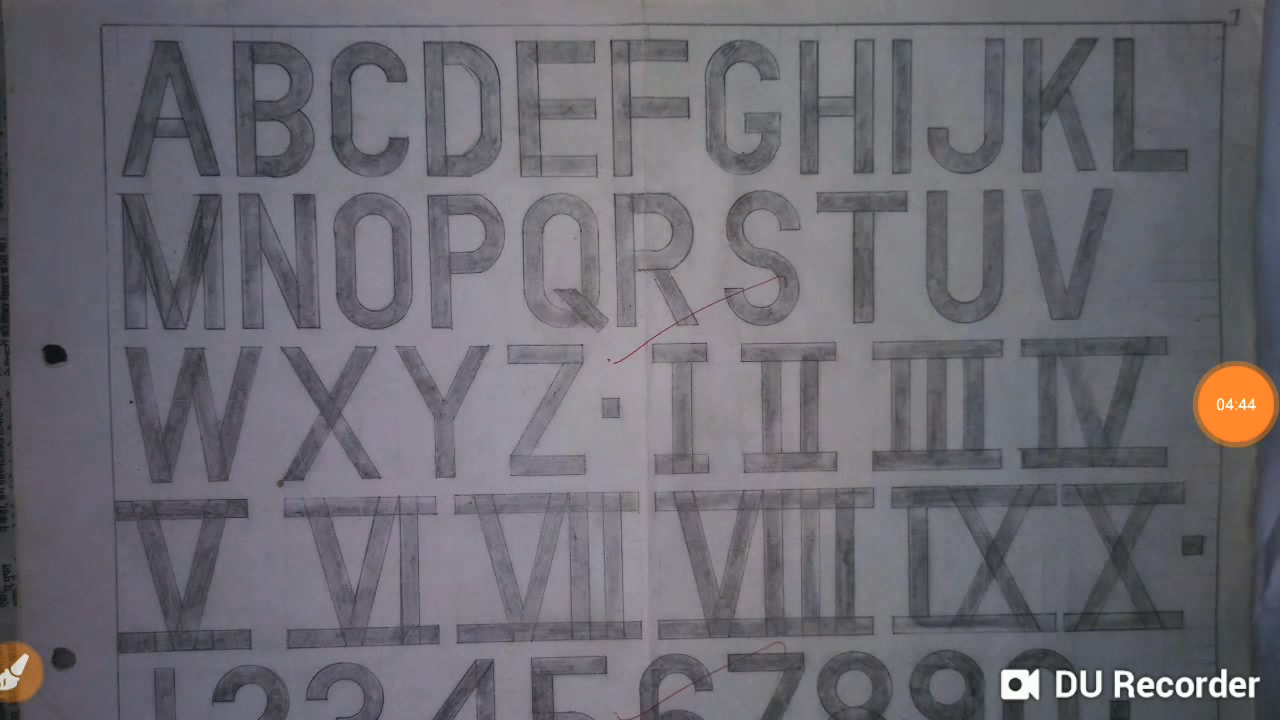 ABCDEFGHIJKL
MNOPQRSTUV
WXYZ. I II III IV
V VI VII VIII IX X.
1234567890.
04:44
DU Recorder